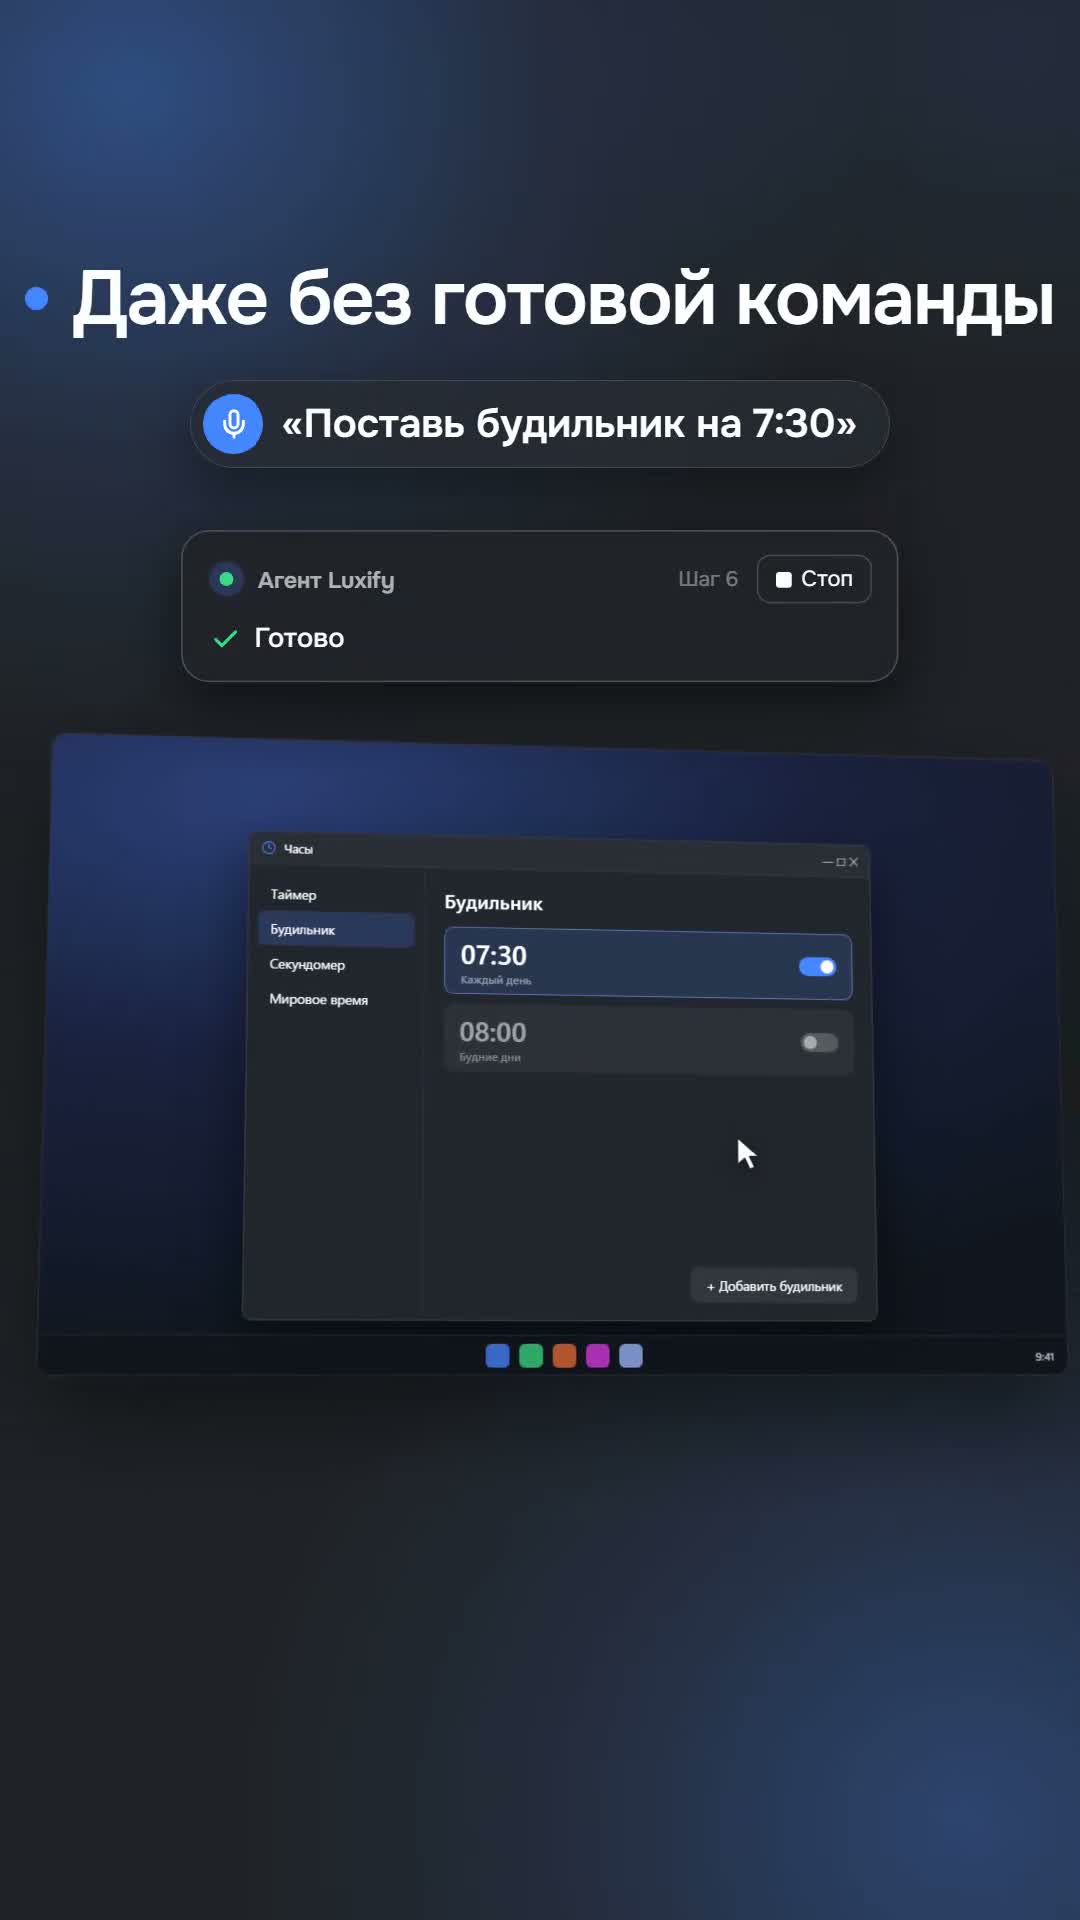 Даже без готовой команды
«Поставь будильник на 7:30»
Агент Luxify
Шаг 6
Стоп
Готово
Часы
Таймер
Будильник
Секундомер
Мировое время
Будильник
07:30
Каждый день
08:00
Будние дни
+ Добавить будильник
9:41